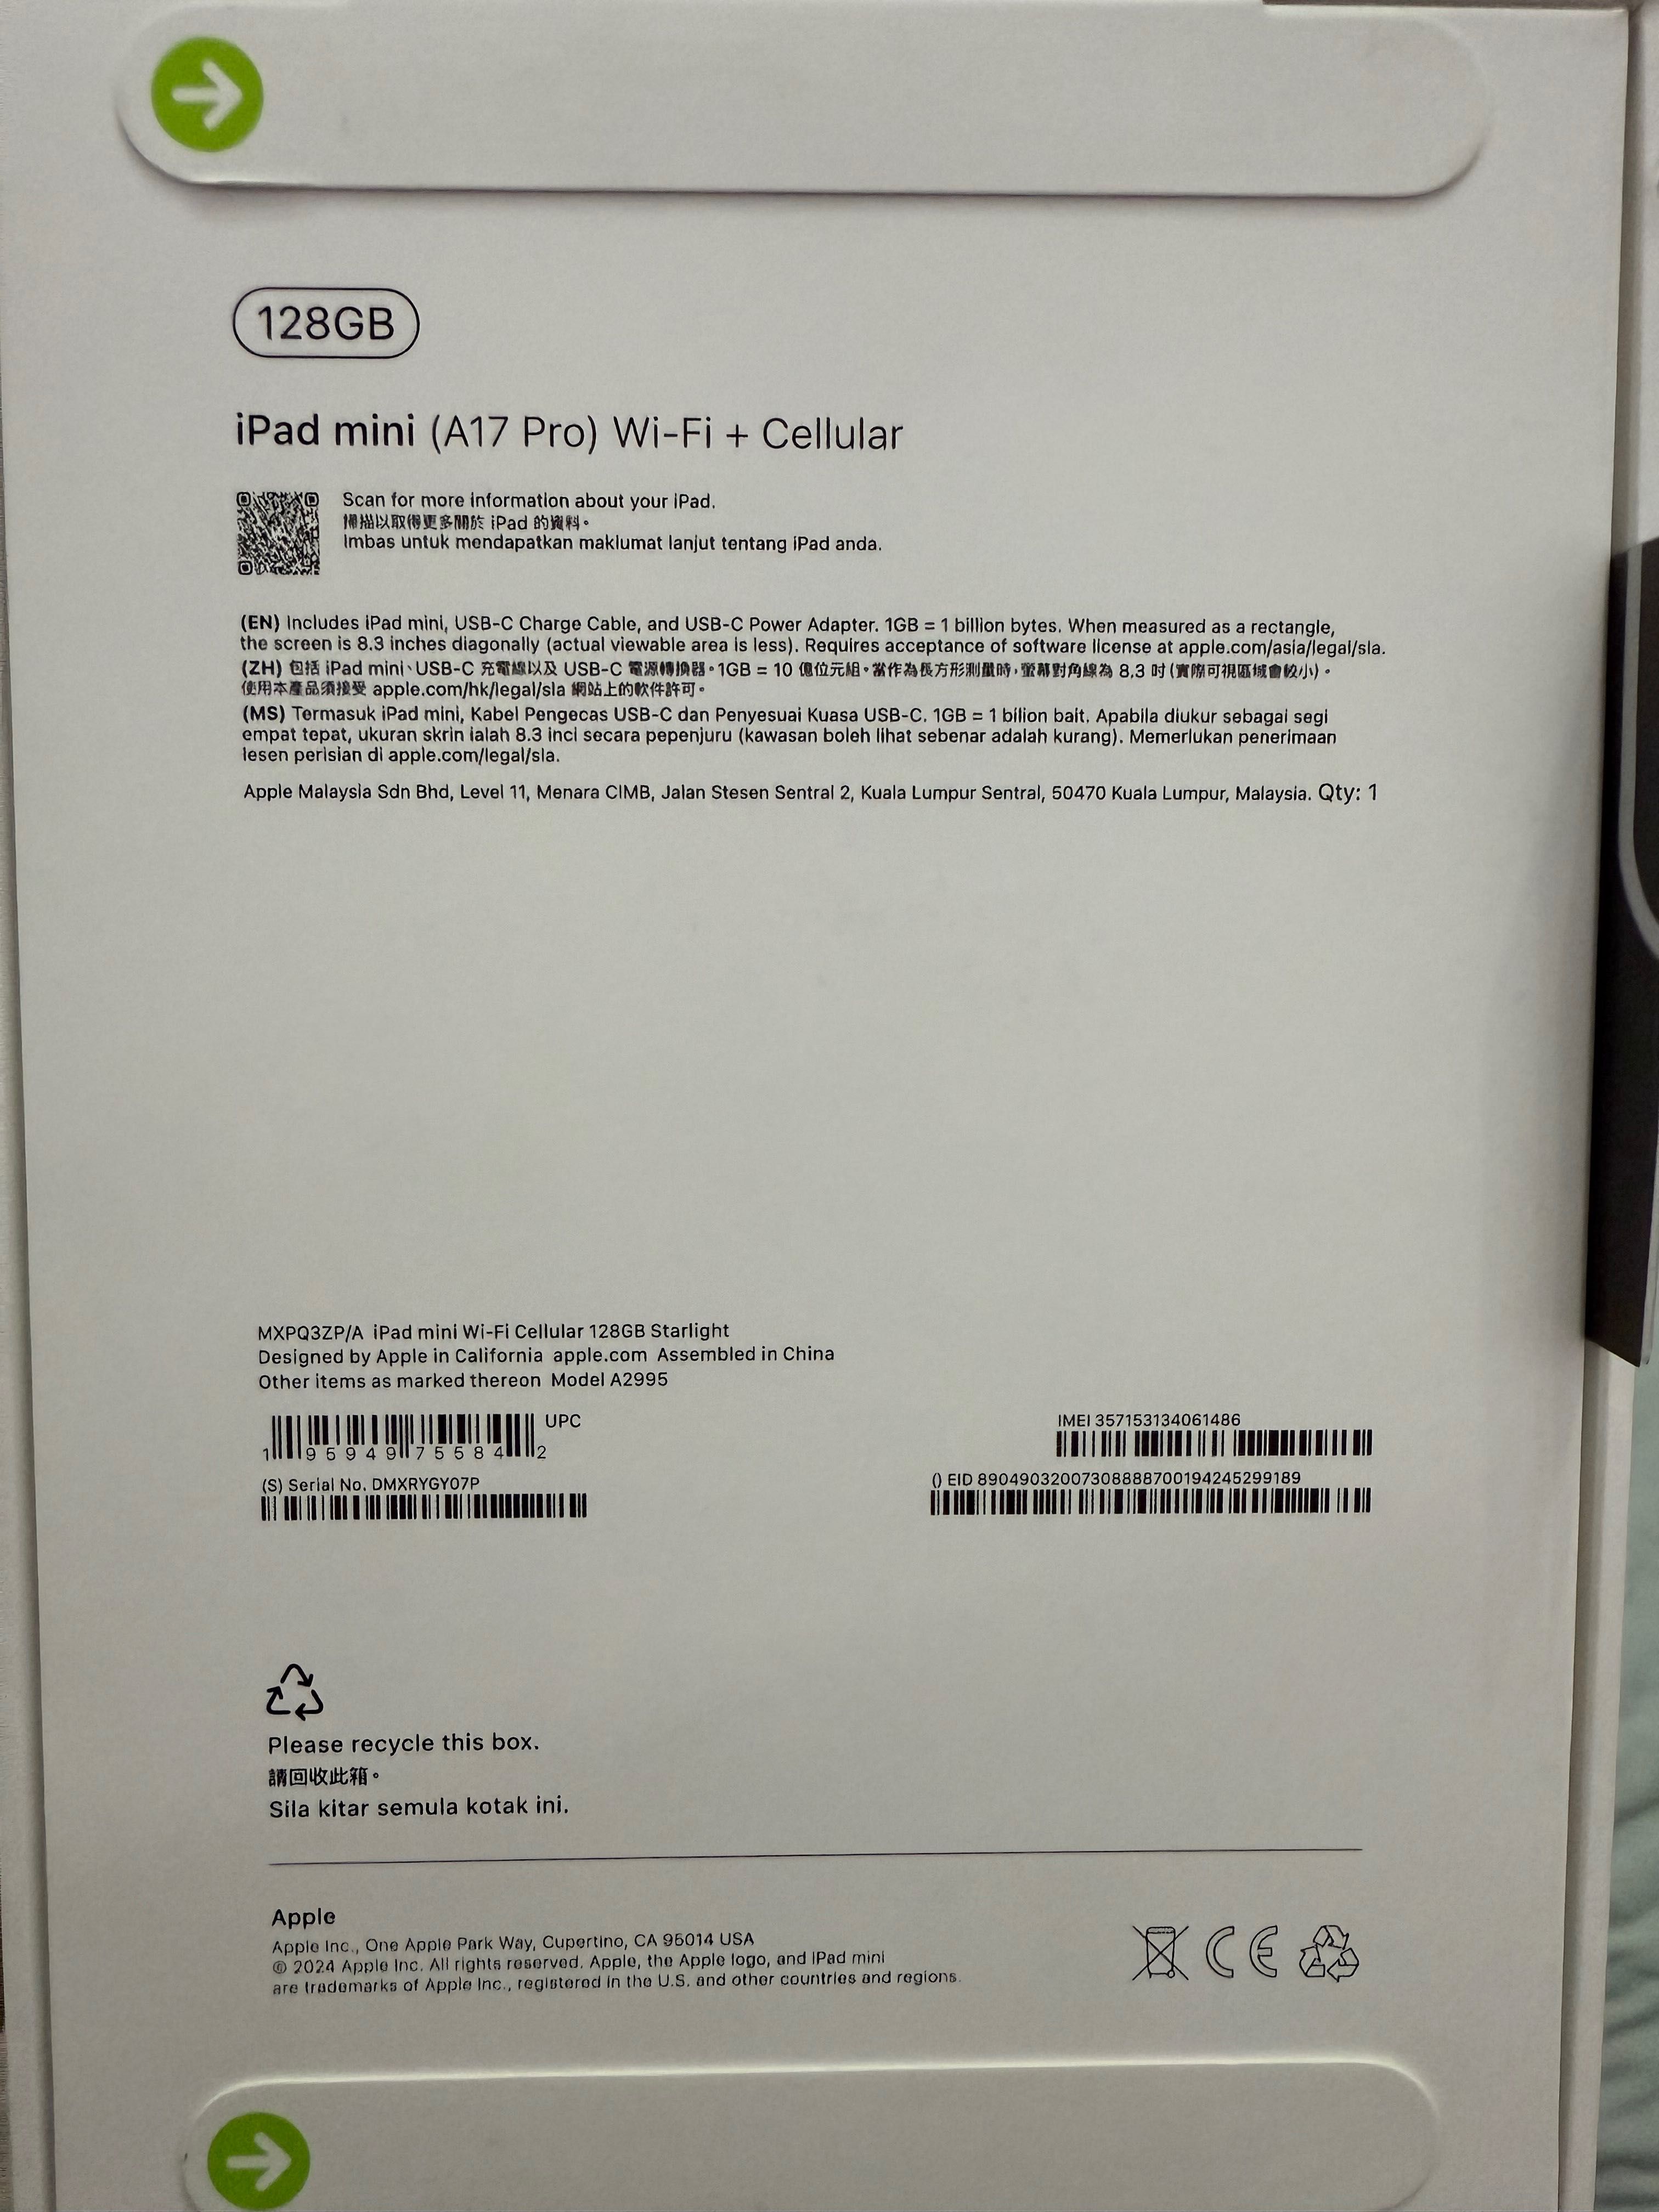 128GB
iPad mini (A17 Pro) Wi-Fi + Cellular
Scan for more information about your iPad.
掃描以取得更多關於 iPad 的資料。
Imbas untuk mendapatkan maklumat lanjut tentang iPad anda.
(EN) Includes iPad mini, USB-C Charge Cable, and USB-C Power Adapter. 1GB = 1 billion bytes. When measured as a rectangle,
the screen is 8.3 inches diagonally (actual viewable area is less). Requires acceptance of software license at apple.com/asia/legal/sla.
(ZH) 包括 iPad mini、USB-C 充電線以及 USB-C 電源轉換器。1GB = 10 億位元組。當作為長方形測量時，螢幕對角線為 8.3 吋 (實際可視區域會較小)。
使用本產品須接受 apple.com/hk/legal/sla 網站上的軟件許可。
(MS) Termasuk iPad mini, Kabel Pengecas USB-C dan Penyesuai Kuasa USB-C. 1GB = 1 bilion bait. Apabila diukur sebagai segi
empat tepat, ukuran skrin ialah 8.3 inci secara pepenjuru (kawasan boleh lihat sebenar adalah kurang). Memerlukan penerimaan
lesen perisian di apple.com/legal/sla.
Apple Malaysia Sdn Bhd, Level 11, Menara CIMB, Jalan Stesen Sentral 2, Kuala Lumpur Sentral, 50470 Kuala Lumpur, Malaysia. Qty: 1
MXPQ3ZP/A iPad mini Wi-Fi Cellular 128GB Starlight
Designed by Apple in California apple.com Assembled in China
Other items as marked thereon Model A2995
UPC
1 95949 75584 2
(S) Serial No. DMXRYGY07P
IMEI 357153134061486
() EID 89049032007308888700194245299189
Please recycle this box.
請回收此箱。
Sila kitar semula kotak ini.
Apple
Apple Inc., One Apple Park Way, Cupertino, CA 95014 USA
© 2024 Apple Inc. All rights reserved. Apple, the Apple logo, and iPad mini
are trademarks of Apple Inc., registered in the U.S. and other countries and regions.
CE